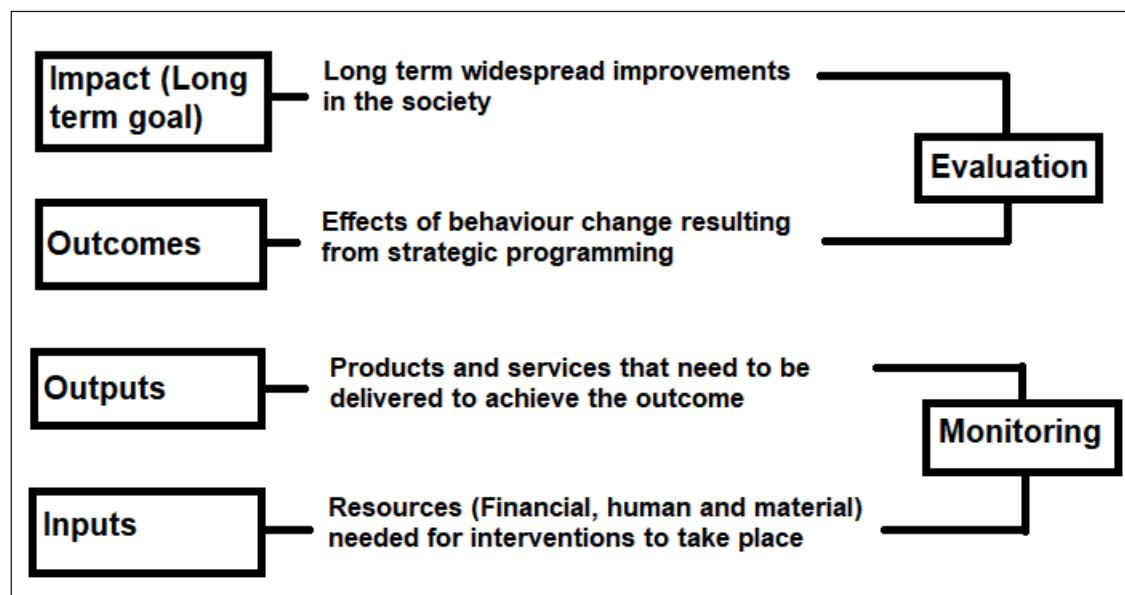 Impact (Long
term goal)
Long term widespread improvements
in the society
Evaluation
Outcomes
Effects of behaviour change resulting
from strategic programming
Outputs
Products and services that need to be
delivered to achieve the outcome
Monitoring
Inputs
Resources (Financial, human and material)
needed for interventions to take place